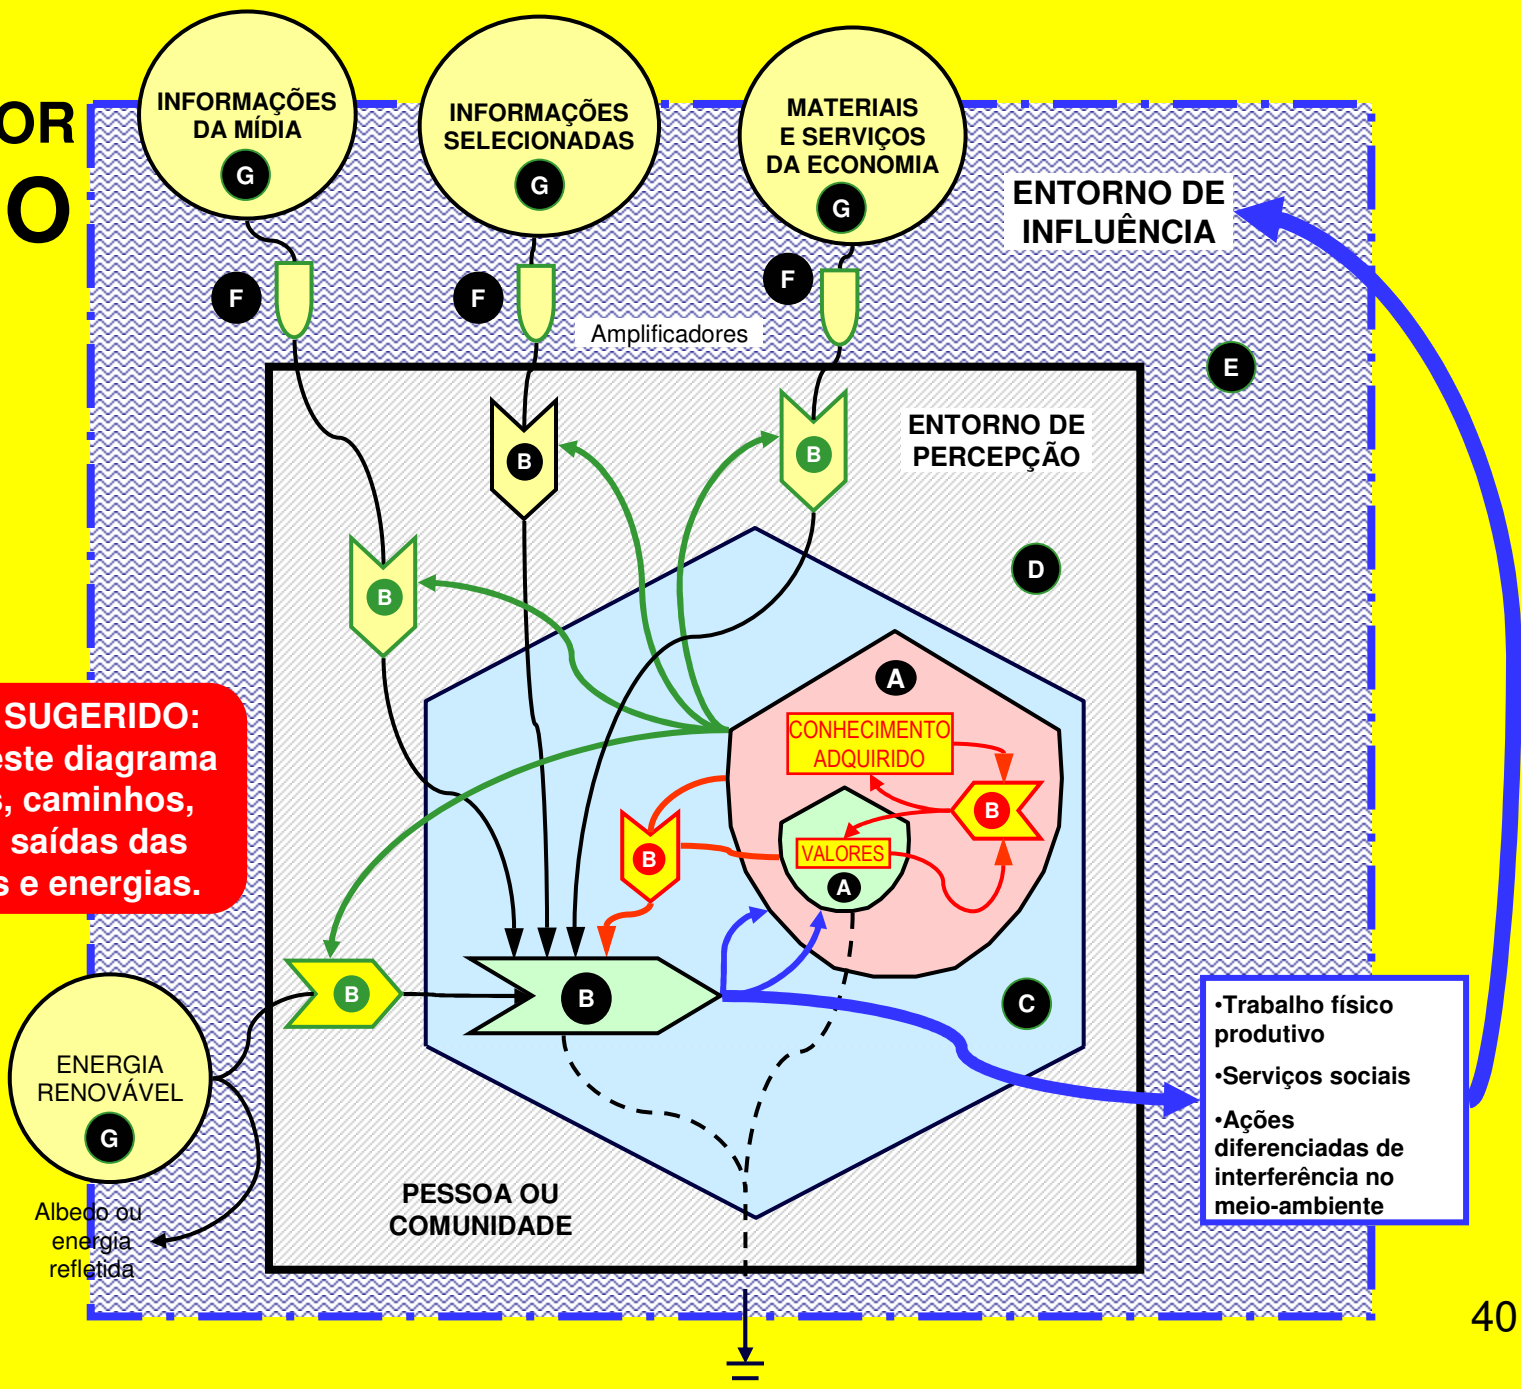 OR
O
INFORMAÇÕES
DA MÍDIA
G
INFORMAÇÕES
SELECIONADAS
G
MATERIAIS
E SERVIÇOS
DA ECONOMIA
G
ENTORNO DE
INFLUÊNCIA
F
F
F
Amplificadores
E
ENTORNO DE
PERCEPÇÃO
B
B
B
D
A
CONHECIMENTO
ADQUIRIDO
B
VALORES
A
B
SUGERIDO:
este diagrama
s, caminhos,
saídas das
s e energias.
B
B
C
ENERGIA
RENOVÁVEL
G
Albedo ou
energia
refletida
PESSOA OU
COMUNIDADE
•Trabalho físico
produtivo
•Serviços sociais
•Ações
diferenciadas de
interferência no
meio-ambiente
40